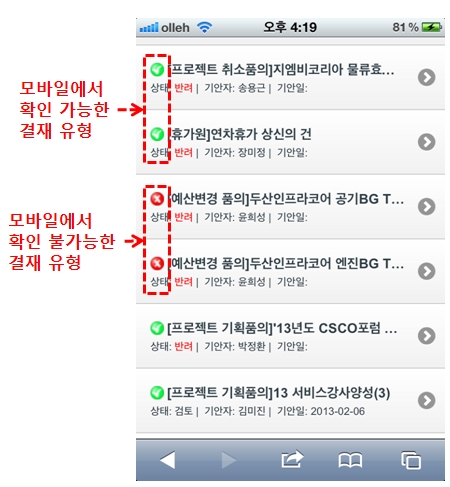 olleh 오후 4:19 81%
모바일에서
확인 가능한
결재 유형
[프로젝트 취소품의]지엠비코리아 물류효...
상태: 반려 | 기안자: 송용근 | 기안일:
[휴가원]연차휴가 상신의 건
상태: 반려 | 기안자: 장미정 | 기안일:
모바일에서
확인 불가능한
결재 유형
[예산변경 품의]두산인프라코어 공기BG T...
상태: 반려 | 기안자: 윤희성 | 기안일:
[예산변경 품의]두산인프라코어 엔진BG T...
상태: 반려 | 기안자: 윤희성 | 기안일:
[프로젝트 기획품의]'13년도 CSCO포럼 ...
상태: 반려 | 기안자: 박정환 | 기안일:
[프로젝트 기획품의]13 서비스강사양성(3)
상태: 검토 | 기안자: 김미진 | 기안일: 2013-02-06